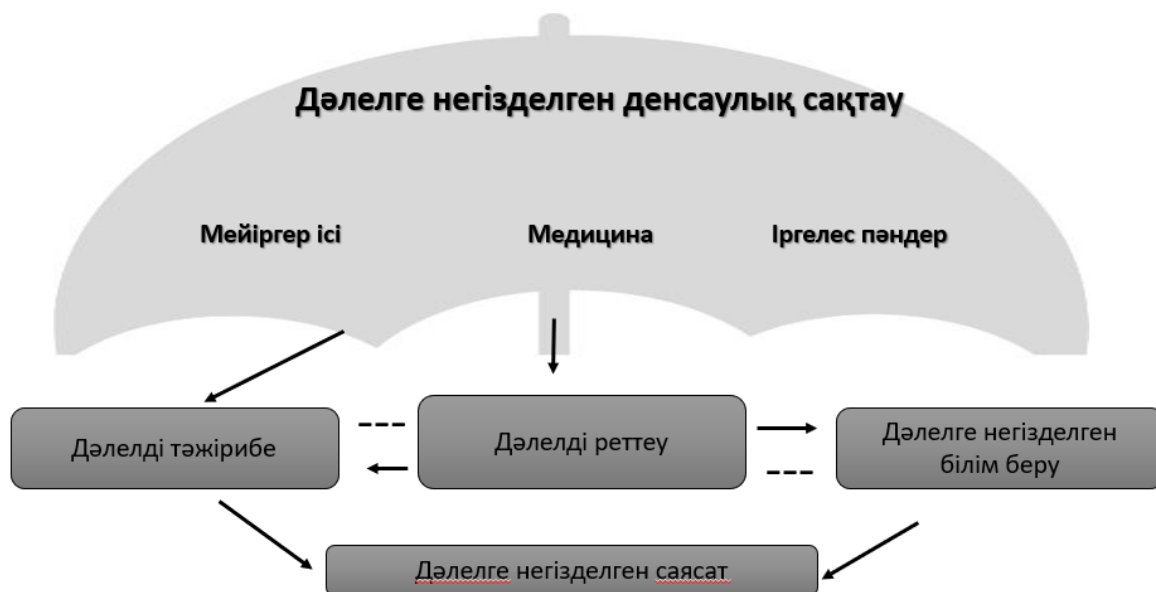 Дәлелге негізделген денсаулық сақтау
Мейіргер ісі
Медицина
Іргелес пәндер
Дәлелді тәжірибе
Дәлелді реттеу
Дәлелге негізделген
білім беру
Дәлелге негізделген саясат